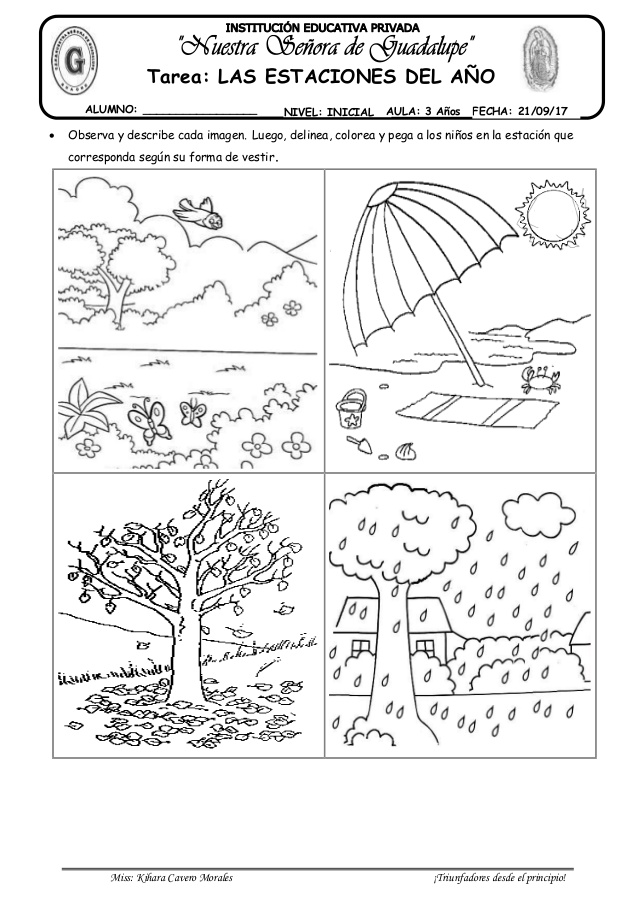 INSTITUCIÓN EDUCATIVA PRIVADA
"Nuestra Señora de Guadalupe"
Tarea: LAS ESTACIONES DEL AÑO
G
ALUMNO: _________________ NIVEL: INICIAL AULA: 3 Años FECHA: 21/09/17
• Observa y describe cada imagen. Luego, delinea, colorea y pega a los niños en la estación que
corresponda según su forma de vestir.
Miss: Kihara Cavero Morales ¡Triunfadores desde el principio!